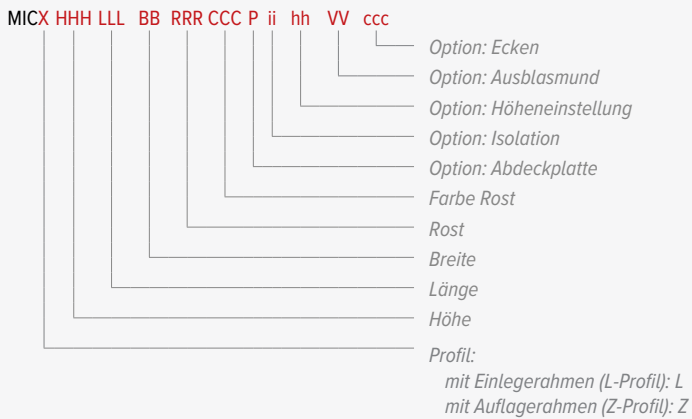 MICX HHH LLL BB RRR CCC P ii hh VV ccc
Option: Ecken
Option: Ausblasmund
Option: Höheneinstellung
Option: Isolation
Option: Abdeckplatte
Farbe Rost
Rost
Breite
Länge
Höhe
Profil:
mit Einlegerahmen (L-Profil): L
mit Auflagerahmen (Z-Profil): Z